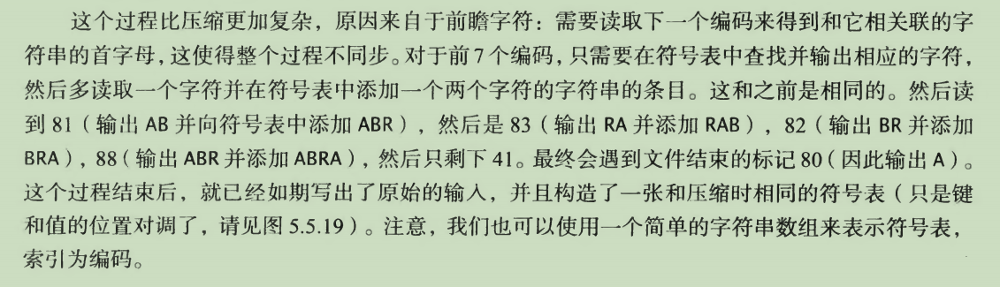 这个过程比压缩更加复杂，原因来自于前瞻字符：需要读取下一个编码来得到和它相关联的字
符串的首字母，这使得整个过程不同步。对于前 7 个编码，只需要在符号表中查找并输出相应的字符，
然后多读取一个字符并在符号表中添加一个两个字符的字符串的条目。这和之前是相同的。然后读
到 81（输出 AB 并向符号表中添加 ABR），然后是 83（输出 RA 并添加 RAB），82（输出 BR 并添加
BRA），88（输出 ABR 并添加 ABRA），然后只剩下 41。最终会遇到文件结束的标记 80（因此输出 A）。
这个过程结束后，就已经如期写出了原始的输入，并且构造了一张和压缩时相同的符号表（只是键
和值的位置对调了，请见图 5.5.19）。注意，我们也可以使用一个简单的字符串数组来表示符号表，
索引为编码。